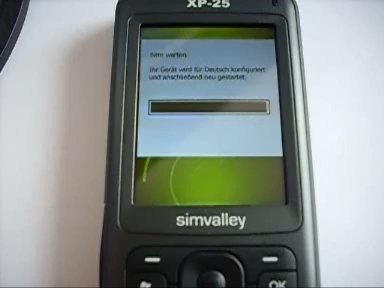 XP-25
Bitte warten.
Ihr Gerät wird für Deutsch konfiguriert
und anschließend neu gestartet.
simvalley
OK